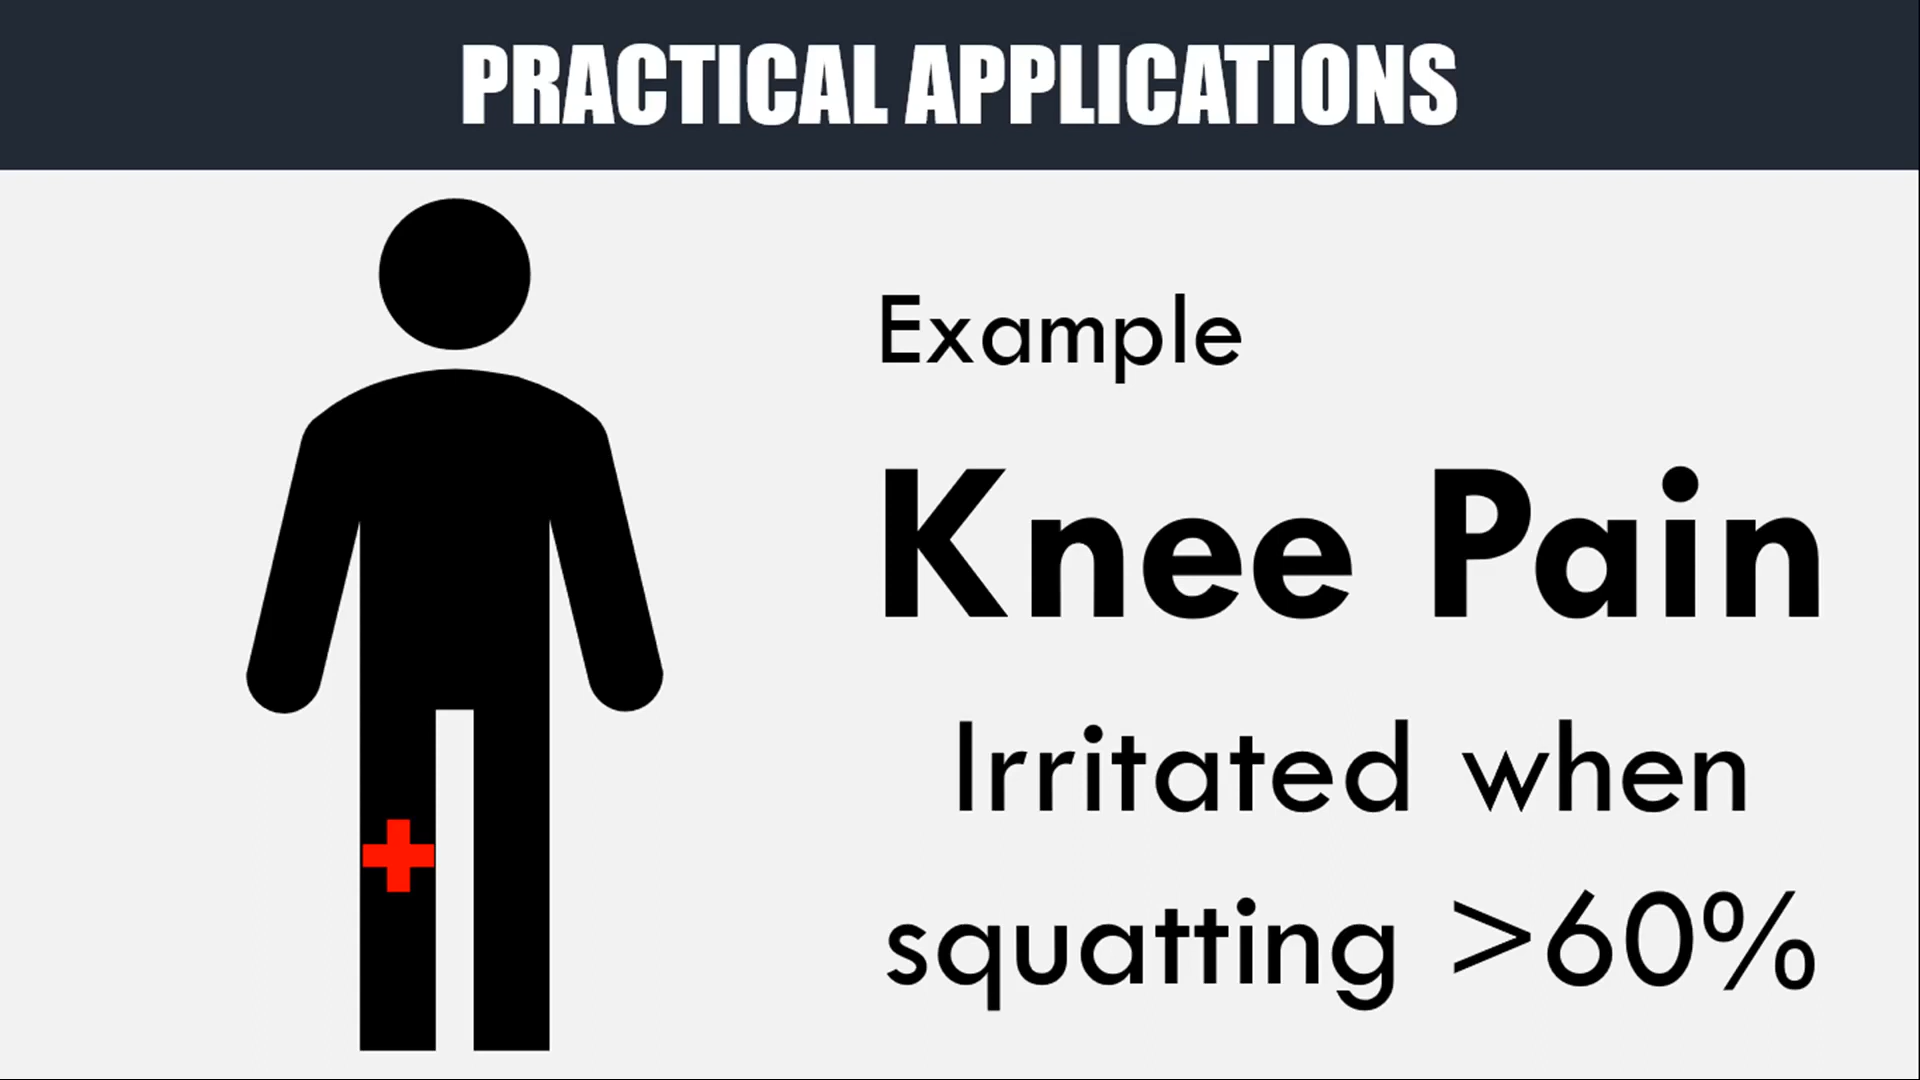 PRACTICAL APPLICATIONS
Example
Knee Pain
Irritated when
squatting >60%